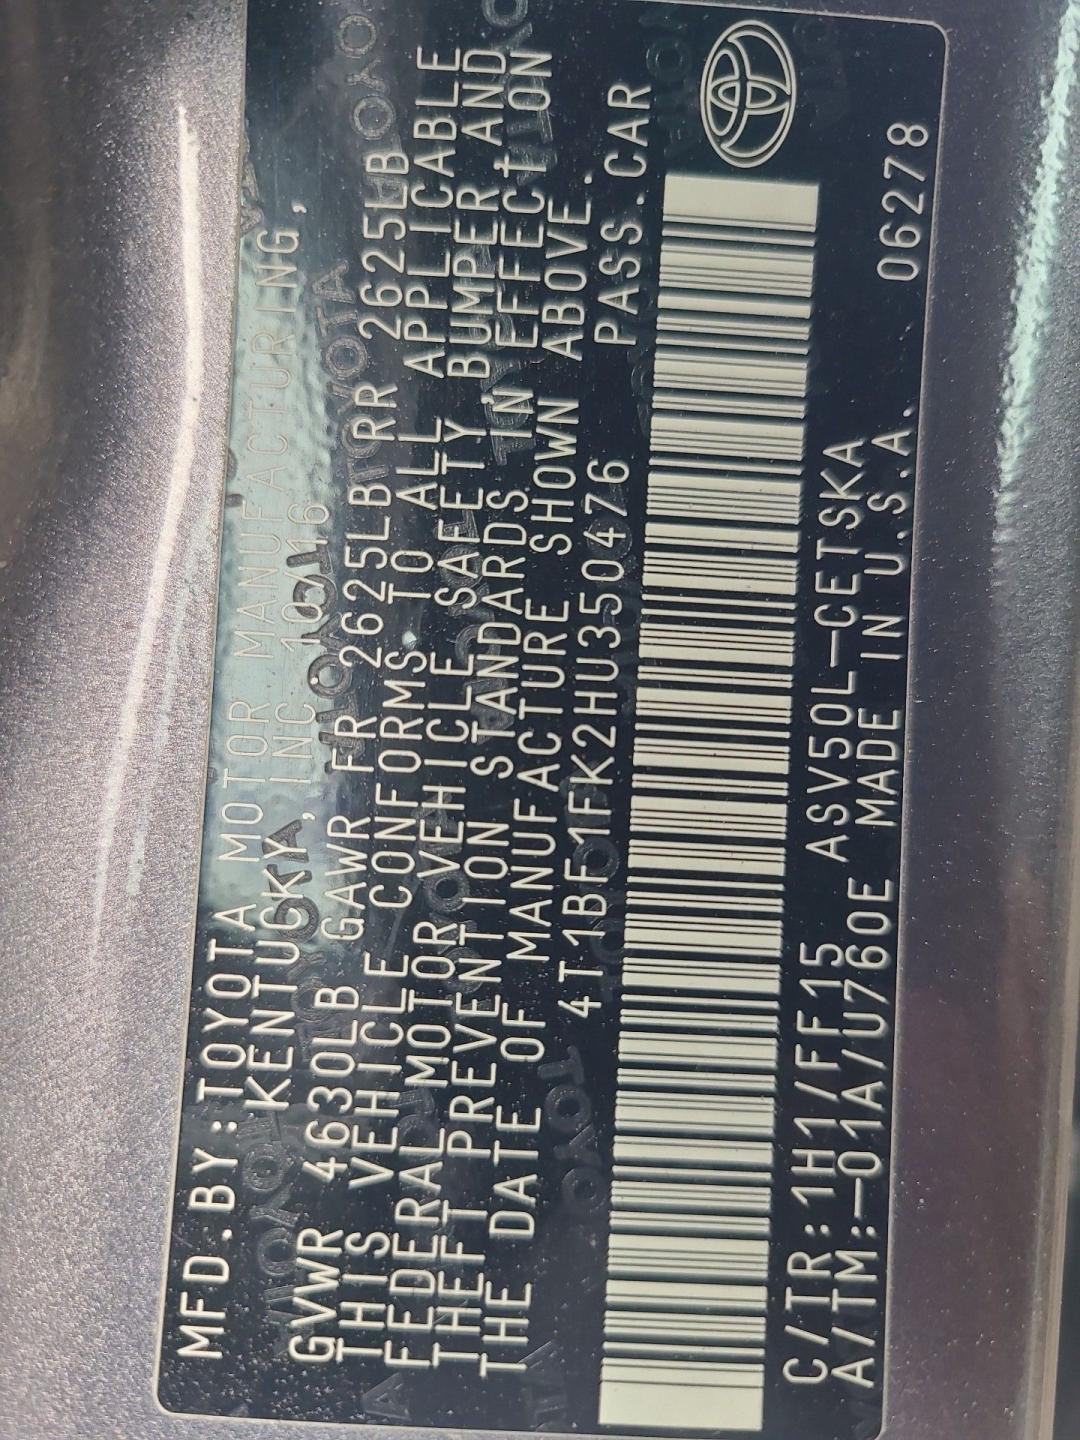 MFD.BY:TOYOTA MOTOR MANUFACTURING,
KENTUCKY, INC 10/16
GVWR 4630LB GAWR FR 2625LB RR 2625LB
THIS VEHICLE CONFORMS TO ALL APPLICABLE
FEDERAL MOTOR VEHICLE SAFETY BUMPER AND
THEFT PREVENTION STANDARDS IN EFFECT ON
THE DATE OF MANUFACTURE SHOWN ABOVE.
4T1BF1FK2HU350476 PASS.CAR
C/TR:1H1/FF15 ASV50L-CETSKA
A/TM:-01A/U760E MADE IN U.S.A. 06278